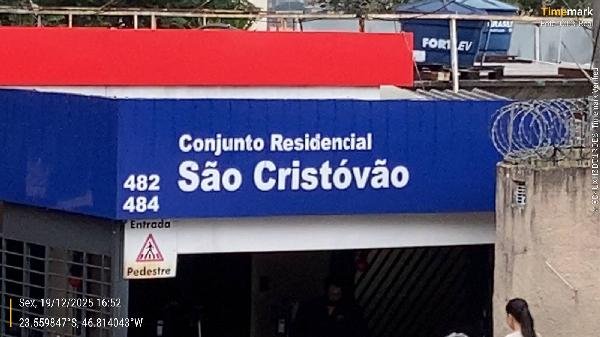 Timemark
FORTLEV
Conjunto Residencial
São Cristóvão
482
484
Entrada
Pedestre
Sex, 19/12/2025 16:52
23.559847°S, 46.814043°W